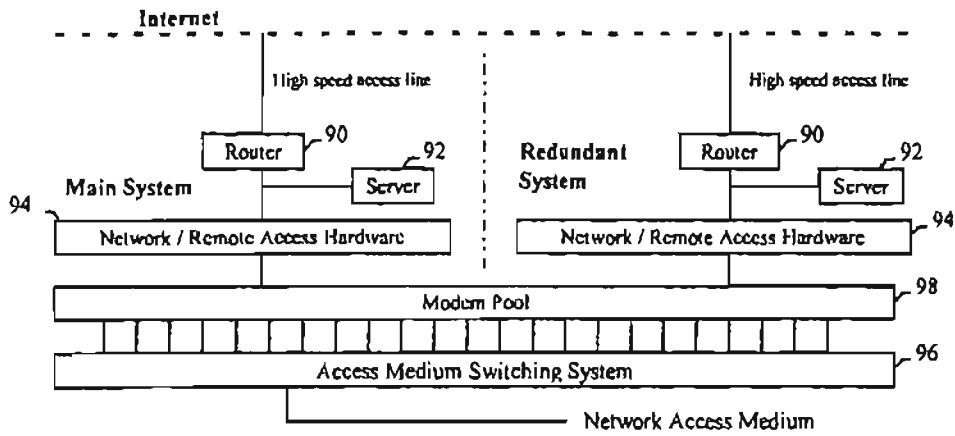 Internet
High speed access line
High speed access line
90
Router
92
Server
Main System
94
Network / Remote Access Hardware
Redundant
System
90
Router
92
Server
94
Network / Remote Access Hardware
Modem Pool
98
Access Medium Switching System
96
Network Access Medium